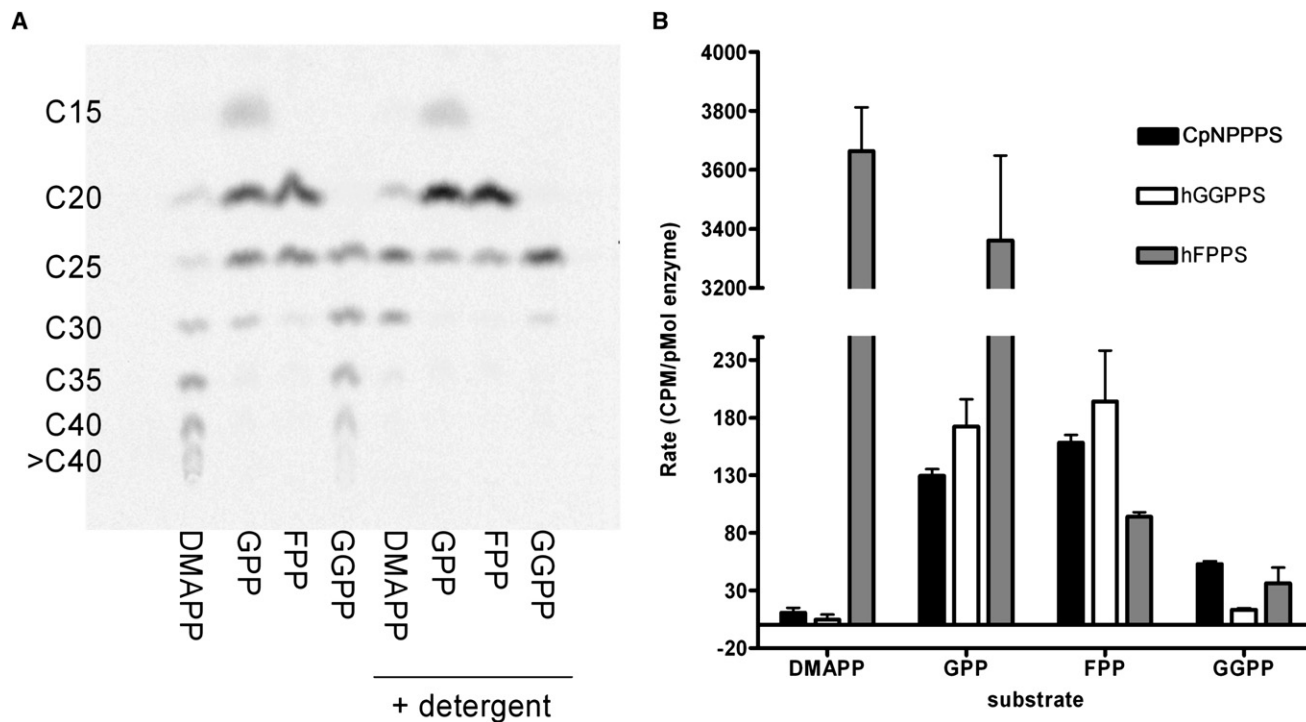 A
C15
C20
C25
C30
C35
C40
>C40
DMAPP
GPP
FPP
GGPP
DMAPP
GPP
FPP
GGPP
+ detergent
B
Rate (CPM/pMol enzyme)
4000
3800
3600
3400
3200
230
180
130
80
30
-20
DMAPP
GPP
FPP
GGPP
substrate
CpNPPPS
hGGPPS
hFPPS